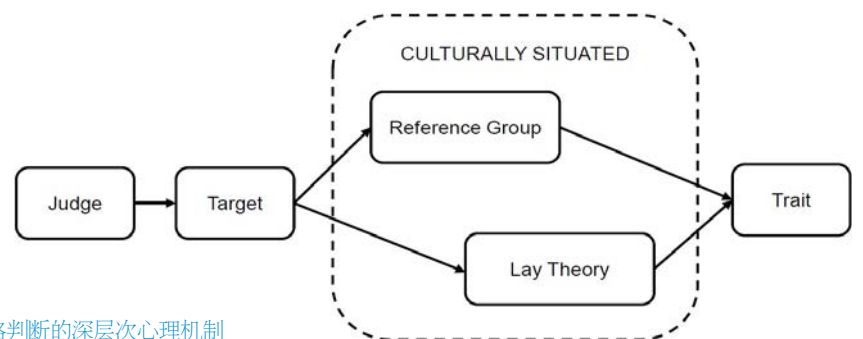 CULTURALLY SITUATED
Reference Group
Judge
Target
Trait
Lay Theory
判断的深层次心理机制